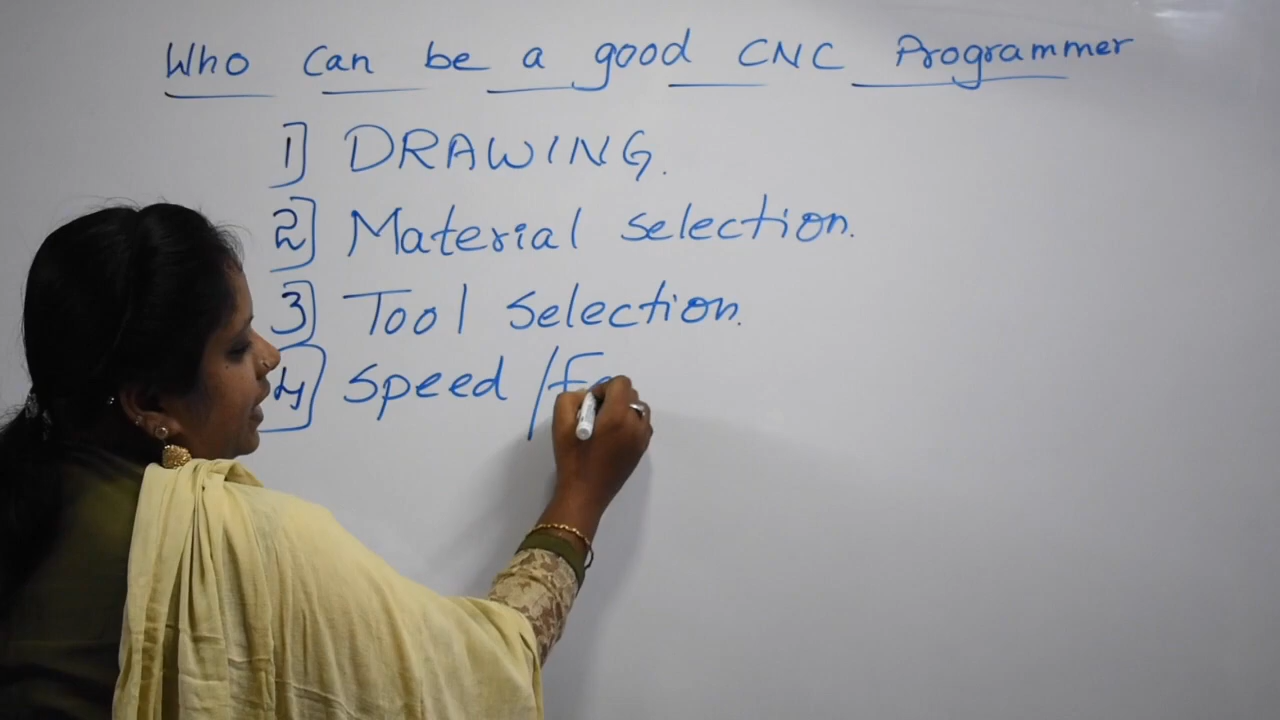 Who can be a good CNC Programmer
1] DRAWING.
2] Material selection.
3] Tool selection.
4] Speed /